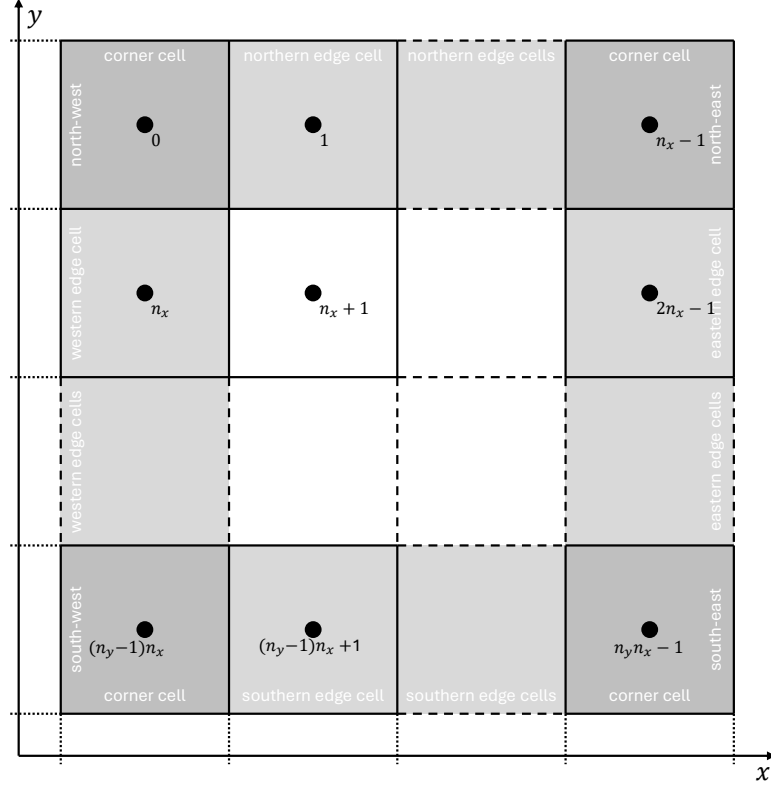 y
corner cell
northern edge cell
northern edge cells
corner cell
north-west
0
1
n_x − 1
north-east
western edge cell
n_x
n_x + 1
2n_x − 1
eastern edge cell
western edge cells
eastern edge cells
south-west
(n_y−1)n_x
(n_y−1)n_x +1
n_yn_x − 1
south-east
corner cell
southern edge cell
southern edge cells
corner cell
x